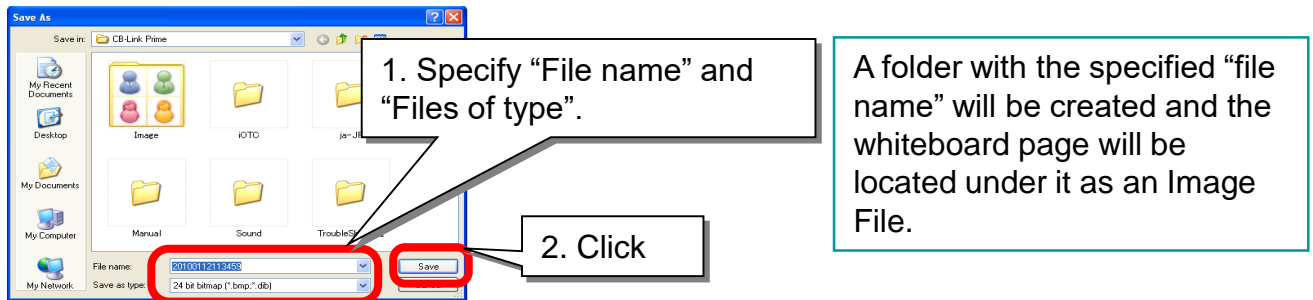 Save As
Save in: CB-Link Prime
My Recent
Documents
Desktop
My Documents
My Computer
My Network
Image
iOTC
ja-JP
Manual
Sound
File name: 20100112113459
Save as type: 24 bit bitmap (*.bmp;*.dib)
Save
1. Specify “File name” and
“Files of type”.
2. Click
A folder with the specified “file
name” will be created and the
whiteboard page will be
located under it as an Image
File.